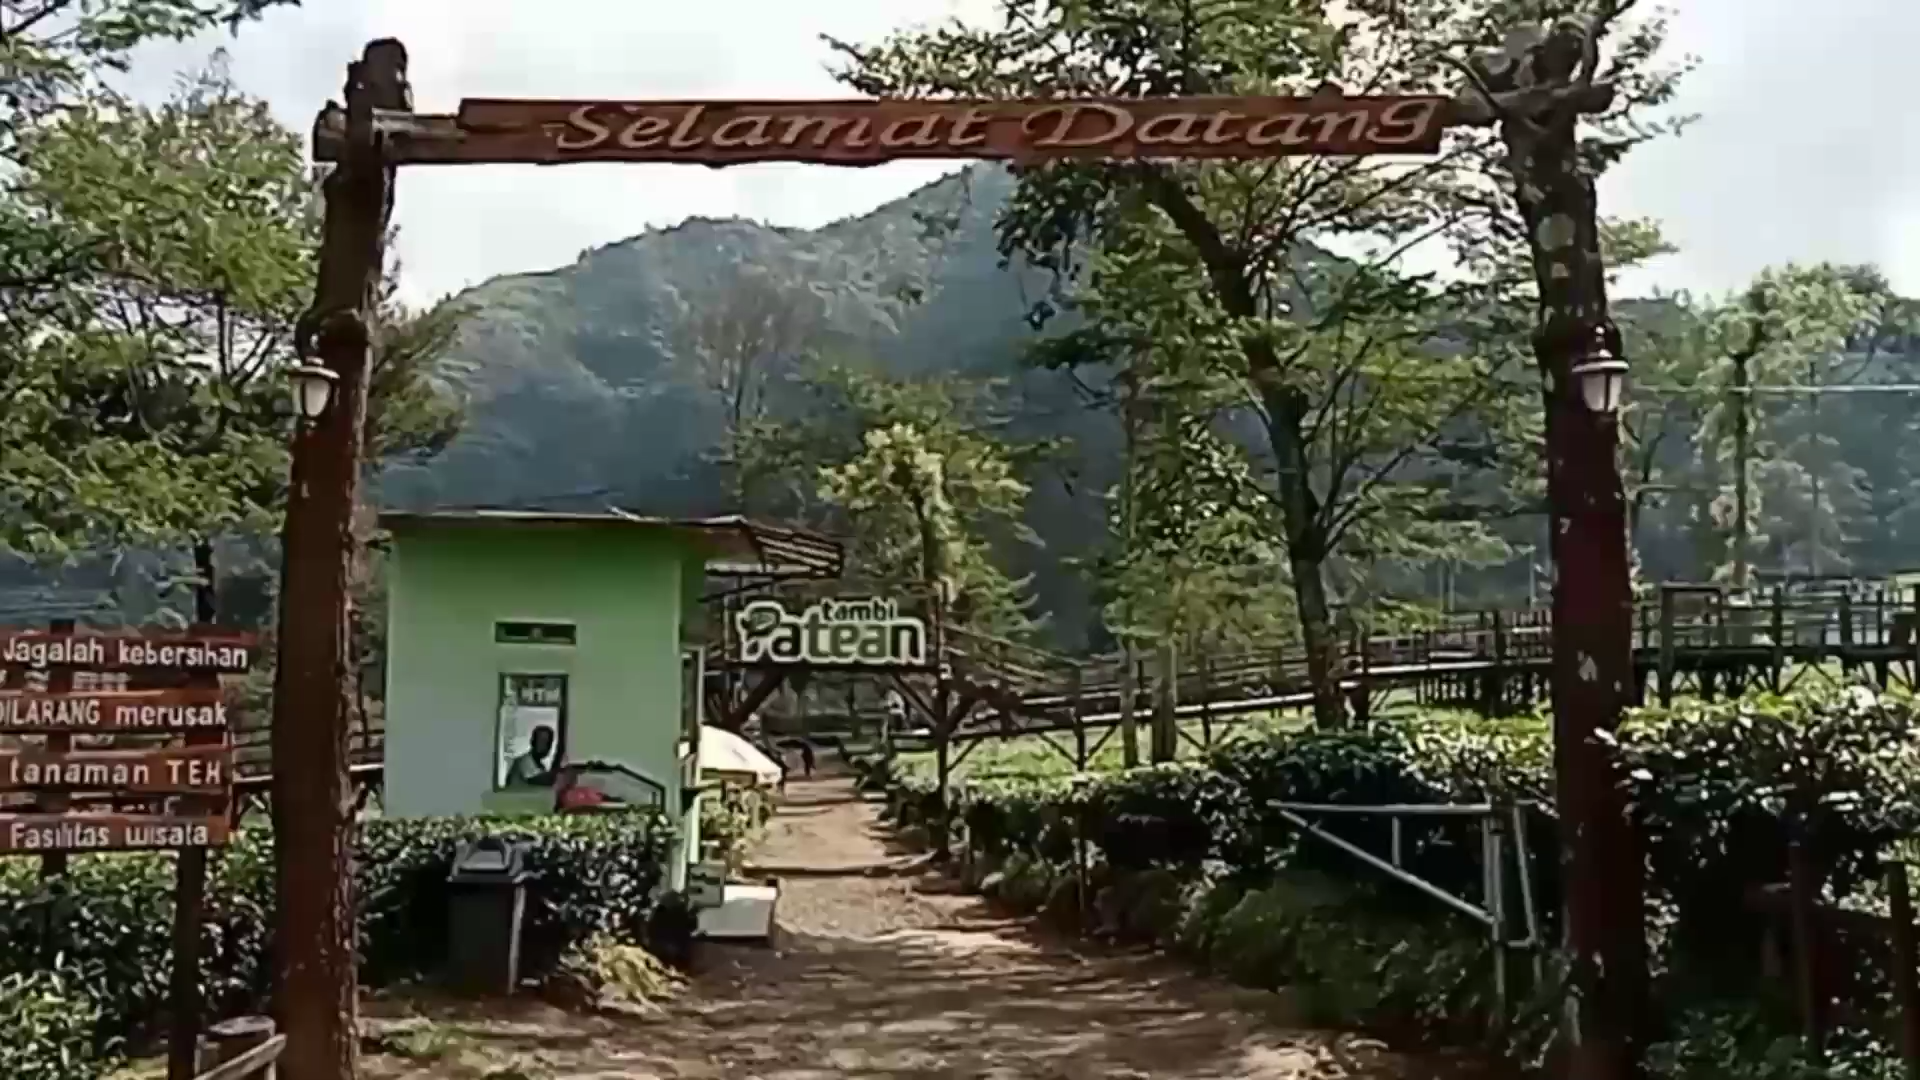 Selamat Datang
tambi
Patean
Jagalah kebersihan
DILARANG merusak
tanaman TEH
Fasilitas wisata